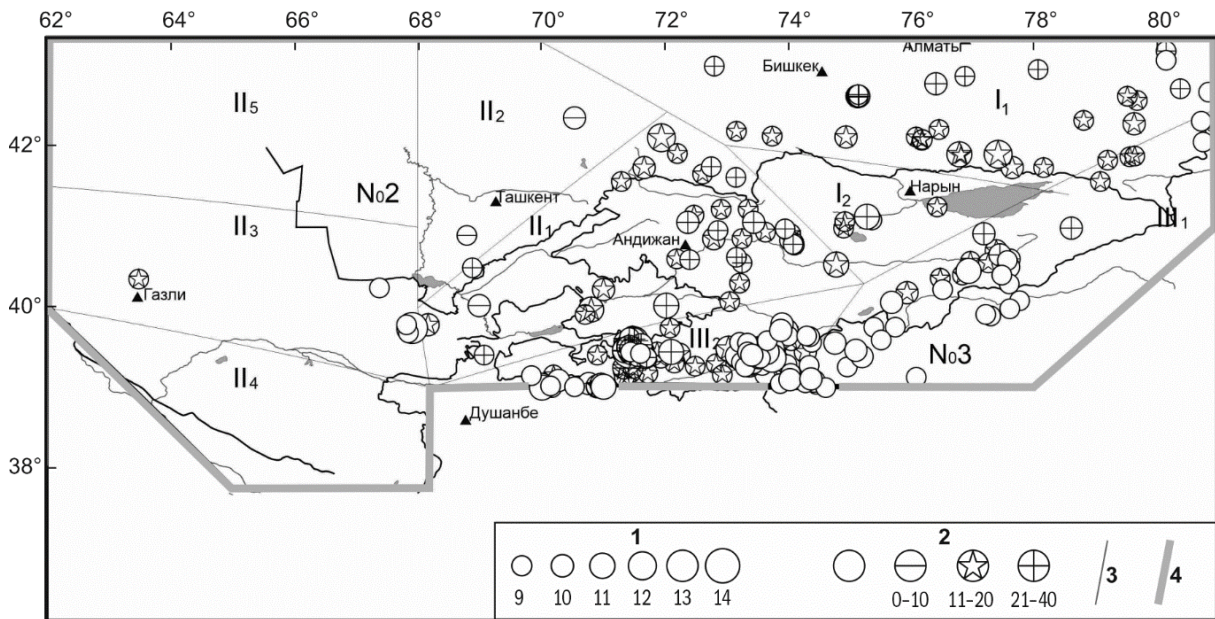 62° 64° 66° 68° 70° 72° 74° 76° 78° 80°
Алматы
Бишкек
II₅
II₂
I₁
42°
N₀2
Ташкент
I₂
Нарын
II₃
II₁
III₁
Андижан
40°
Газли
III
N₀3
II₄
Душанбе
38°
1
2
3
4
9 10 11 12 13 14
0–10 11–20 21–40